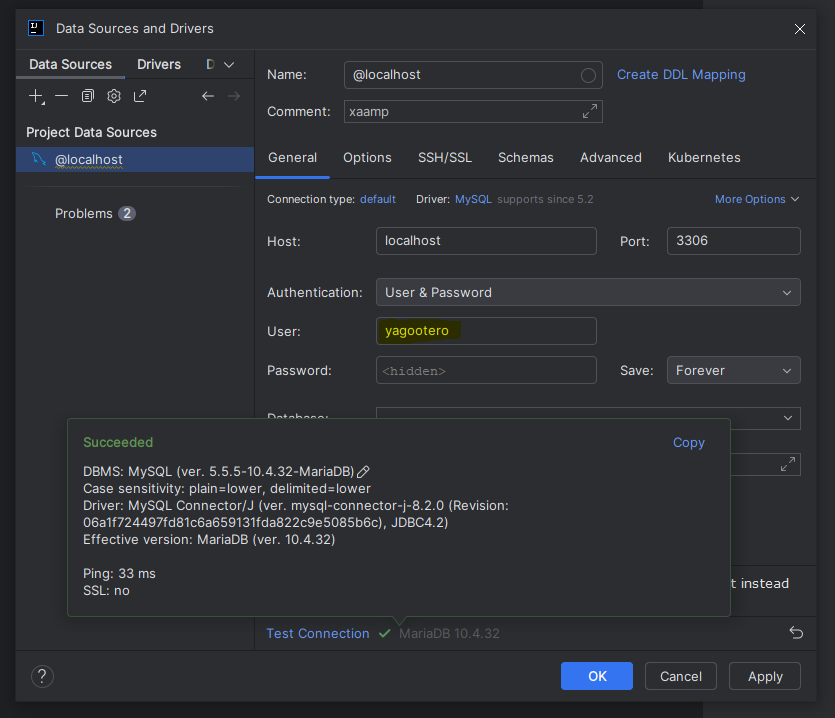 Data Sources and Drivers
Data Sources Drivers D
Project Data Sources
@localhost
Problems 2
Name: @localhost Create DDL Mapping
Comment: xaamp
General Options SSH/SSL Schemas Advanced Kubernetes
Connection type: default Driver: MySQL supports since 5.2 More Options
Host: localhost Port: 3306
Authentication: User & Password
User: yagootero
Password: <hidden> Save: Forever
Database:
Succeeded Copy
DBMS: MySQL (ver. 5.5.5-10.4.32-MariaDB)
Case sensitivity: plain=lower, delimited=lower
Driver: MySQL Connector/J (ver. mysql-connector-j-8.2.0 (Revision:
06a1f724497fd81c6a659131fda822c9e5085b6c), JDBC4.2)
Effective version: MariaDB (ver. 10.4.32)
Ping: 33 ms
SSL: no
t instead
Test Connection MariaDB 10.4.32
? OK Cancel Apply